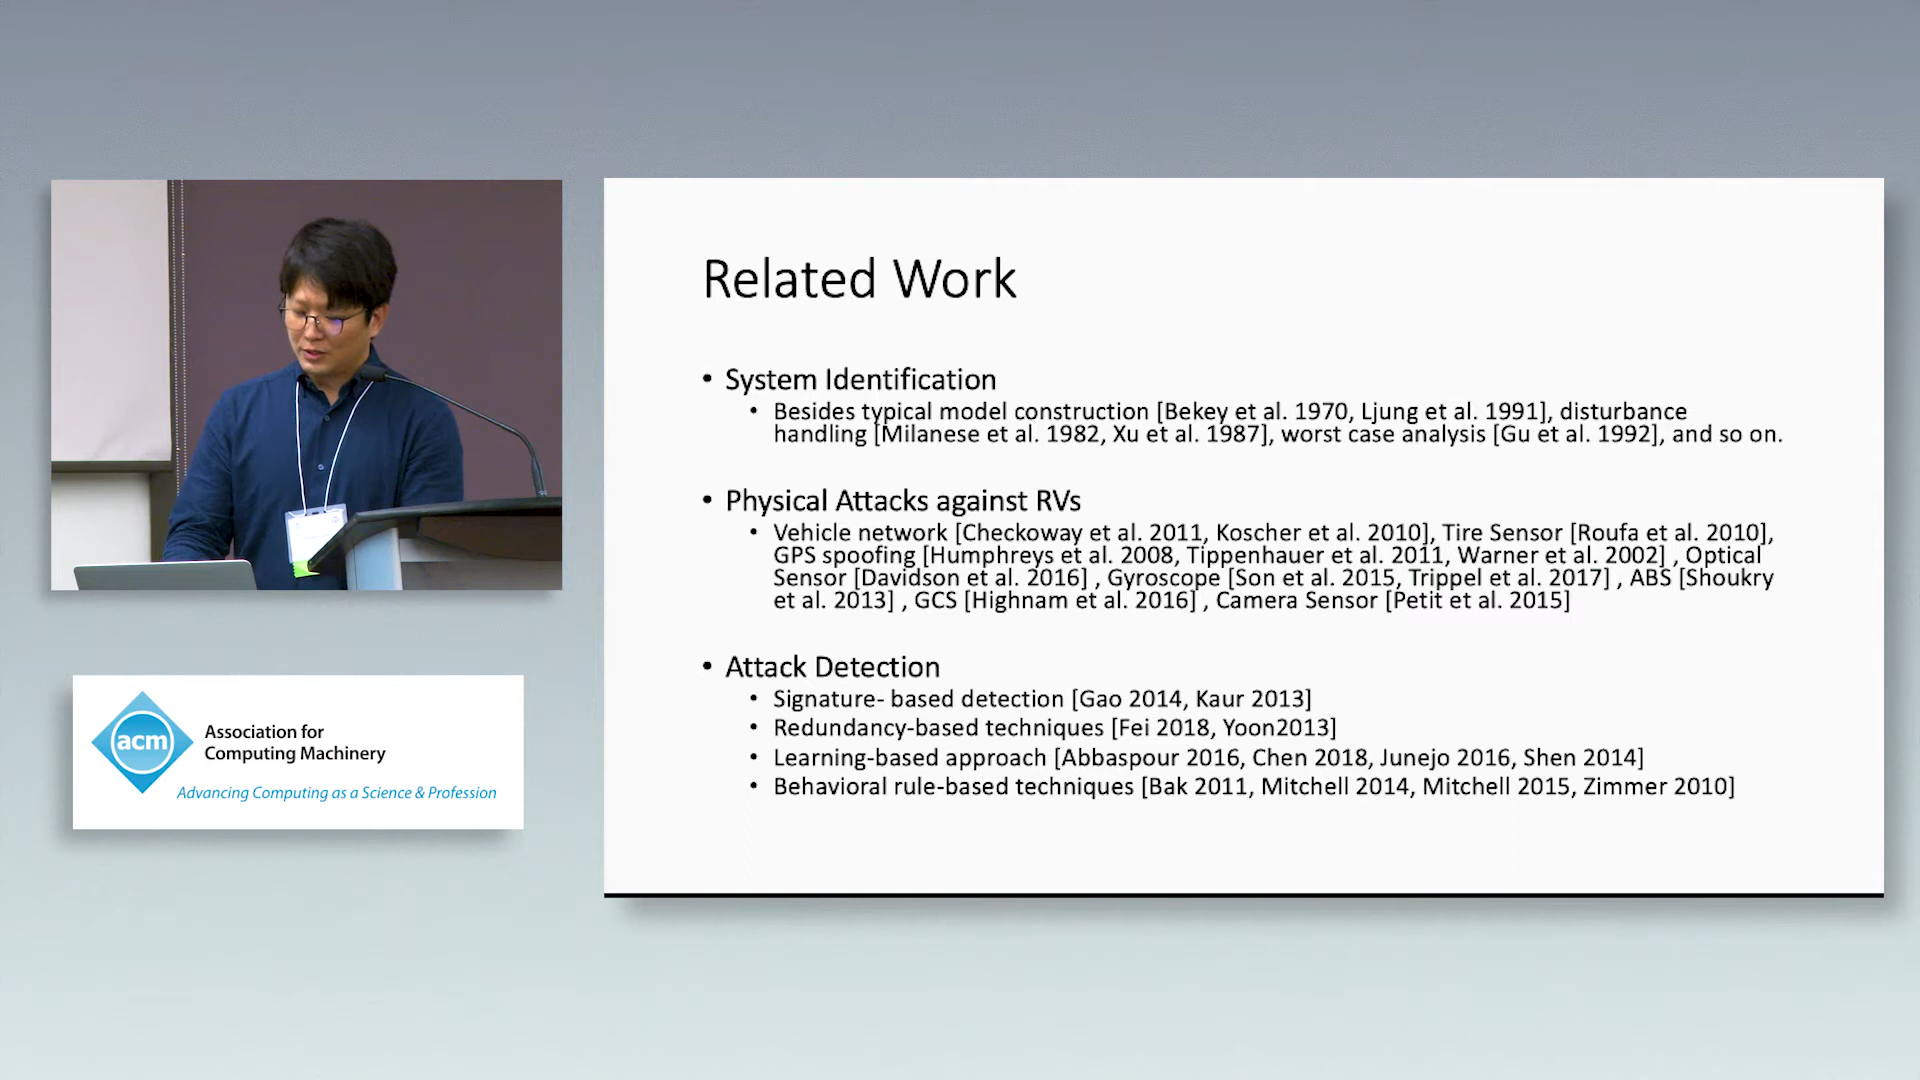 Related Work
• System Identification
• Besides typical model construction [Bekey et al. 1970, Ljung et al. 1991], disturbance
handling [Milanese et al. 1982, Xu et al. 1987], worst case analysis [Gu et al. 1992], and so on.
• Physical Attacks against RVs
• Vehicle network [Checkoway et al. 2011, Koscher et al. 2010], Tire Sensor [Roufa et al. 2010],
GPS spoofing [Humphreys et al. 2008, Tippenhauer et al. 2011, Warner et al. 2002] , Optical
Sensor [Davidson et al. 2016] , Gyroscope [Son et al. 2015, Trippel et al. 2017] , ABS [Shoukry
et al. 2013] , GCS [Highnam et al. 2016] , Camera Sensor [Petit et al. 2015]
• Attack Detection
• Signature- based detection [Gao 2014, Kaur 2013]
• Redundancy-based techniques [Fei 2018, Yoon2013]
• Learning-based approach [Abbaspour 2016, Chen 2018, Junejo 2016, Shen 2014]
• Behavioral rule-based techniques [Bak 2011, Mitchell 2014, Mitchell 2015, Zimmer 2010]
acm
Association for
Computing Machinery
Advancing Computing as a Science & Profession